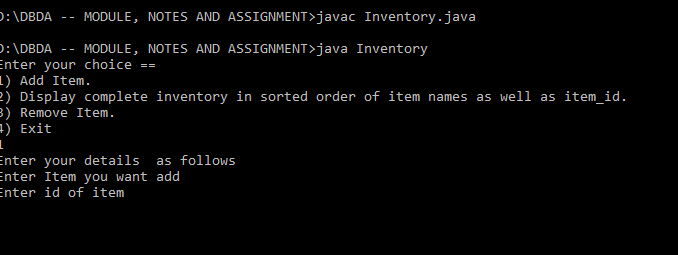 D:\DBDA -- MODULE, NOTES AND ASSIGNMENT>javac Inventory.java
D:\DBDA -- MODULE, NOTES AND ASSIGNMENT>java Inventory
Enter your choice ==
1) Add Item.
2) Display complete inventory in sorted order of item names as well as item_id.
3) Remove Item.
4) Exit
1
Enter your details  as follows
Enter Item you want add
Enter id of item